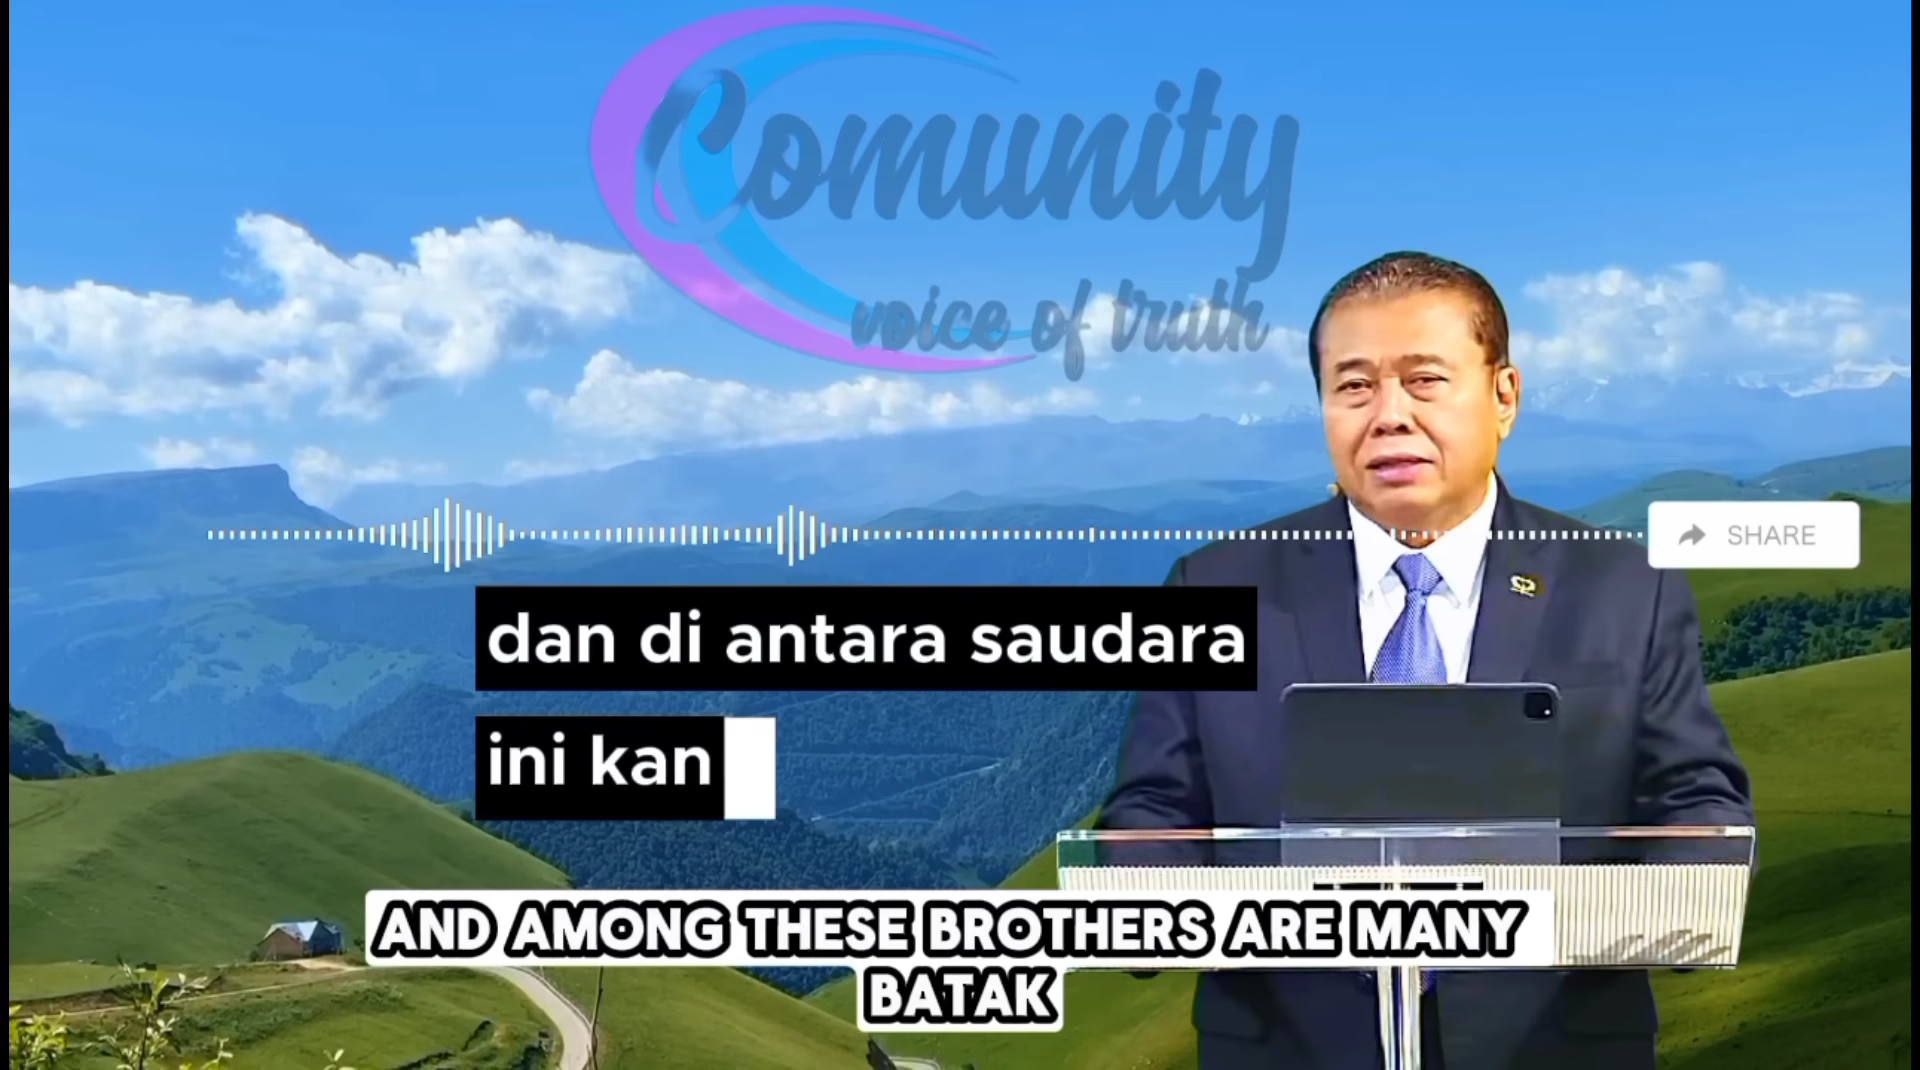 Comunity
voice of truth
SHARE
dan di antara saudara
ini kan
AND AMONG THESE BROTHERS ARE MANY
BATAK